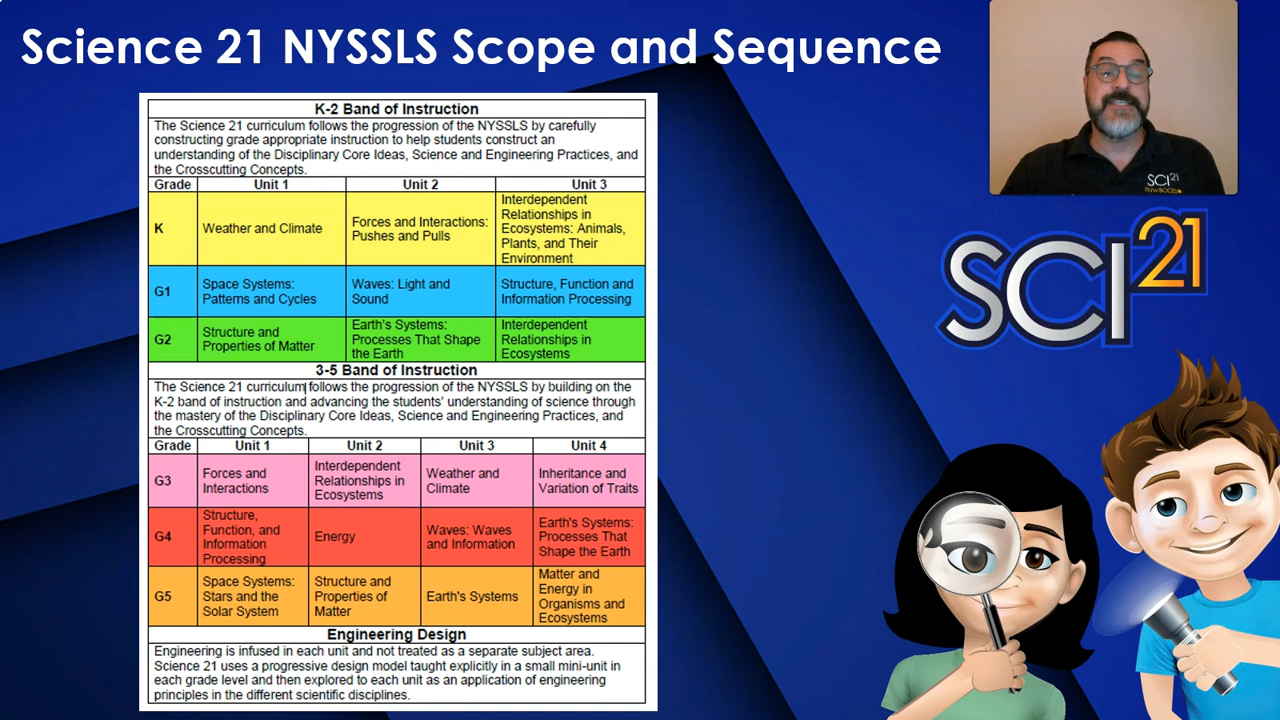 Science 21 NYSSLS Scope and Sequence
K-2 Band of Instruction
The Science 21 curriculum follows the progression of the NYSSLS by carefully
constructing grade appropriate instruction to help students construct an
understanding of the Disciplinary Core Ideas, Science and Engineering Practices, and
the Crosscutting Concepts.
Grade Unit 1 Unit 2 Unit 3
K
Weather and Climate
Forces and Interactions:
Pushes and Pulls
Interdependent
Relationships in
Ecosystems: Animals,
Plants, and Their
Environment
G1
Space Systems:
Patterns and Cycles
Waves: Light and
Sound
Structure, Function and
Information Processing
G2
Structure and
Properties of Matter
Earth's Systems:
Processes That Shape
the Earth
Interdependent
Relationships in
Ecosystems
3-5 Band of Instruction
The Science 21 curriculum follows the progression of the NYSSLS by building on the
K-2 band of instruction and advancing the students' understanding of science through
the mastery of the Disciplinary Core Ideas, Science and Engineering Practices, and
the Crosscutting Concepts.
Grade Unit 1 Unit 2 Unit 3 Unit 4
G3
Forces and
Interactions
Interdependent
Relationships in
Ecosystems
Weather and
Climate
Inheritance and
Variation of Traits
G4
Structure,
Function, and
Information
Processing
Energy
Waves: Waves
and Information
Earth's Systems:
Processes That
Shape the Earth
G5
Space Systems:
Stars and the
Solar System
Structure and
Properties of
Matter
Earth's Systems
Matter and
Energy in
Organisms and
Ecosystems
Engineering Design
Engineering is infused in each unit and not treated as a separate subject area.
Science 21 uses a progressive design model taught explicitly in a small mini-unit in
each grade level and then explored to each unit as an application of engineering
principles in the different scientific disciplines.
SCI21
PNWBOCES
SCI21